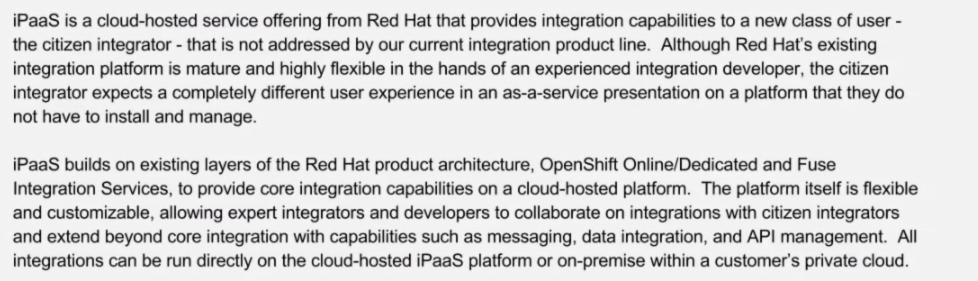 iPaaS is a cloud-hosted service offering from Red Hat that provides integration capabilities to a new class of user -
the citizen integrator - that is not addressed by our current integration product line.  Although Red Hat's existing
integration platform is mature and highly flexible in the hands of an experienced integration developer, the citizen
integrator expects a completely different user experience in an as-a-service presentation on a platform that they do
not have to install and manage.
iPaaS builds on existing layers of the Red Hat product architecture, OpenShift Online/Dedicated and Fuse
Integration Services, to provide core integration capabilities on a cloud-hosted platform.  The platform itself is flexible
and customizable, allowing expert integrators and developers to collaborate on integrations with citizen integrators
and extend beyond core integration with capabilities such as messaging, data integration, and API management.  All
integrations can be run directly on the cloud-hosted iPaaS platform or on-premise within a customer's private cloud.